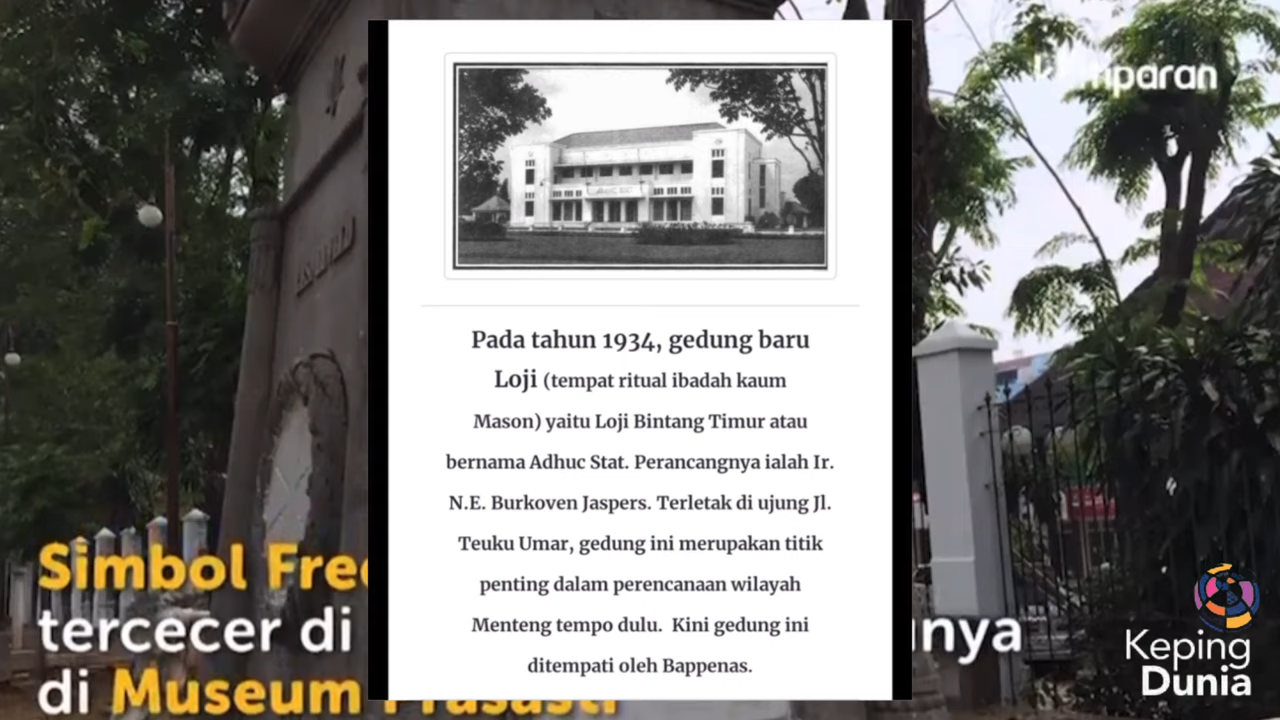 Pada tahun 1934, gedung baru
Loji (tempat ritual ibadah kaum
Mason) yaitu Loji Bintang Timur atau
bernama Adhuc Stat. Perancangnya ialah Ir.
N.E. Burkoven Jaspers. Terletak di ujung Jl.
Teuku Umar, gedung ini merupakan titik
penting dalam perencanaan wilayah
Menteng tempo dulu. Kini gedung ini
ditempati oleh Bappenas.
Simbol
tercecer di
di Museum
Keping
Dunia